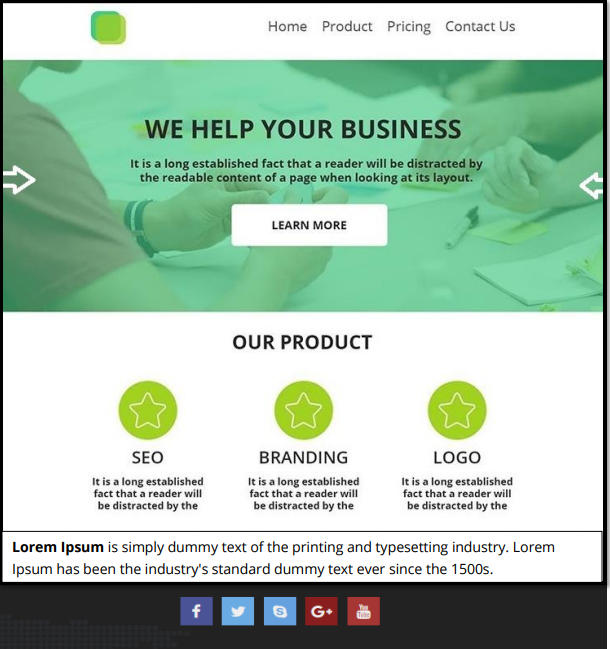 Home Product Pricing Contact Us
WE HELP YOUR BUSINESS
It is a long established fact that a reader will be distracted by
the readable content of a page when looking at its layout.
LEARN MORE
OUR PRODUCT
SEO
It is a long established
fact that a reader will
be distracted by the
BRANDING
It is a long established
fact that a reader will
be distracted by the
LOGO
It is a long established
fact that a reader will
be distracted by the
Lorem Ipsum is simply dummy text of the printing and typesetting industry. Lorem
Ipsum has been the industry's standard dummy text ever since the 1500s.
f S G+ You Tube